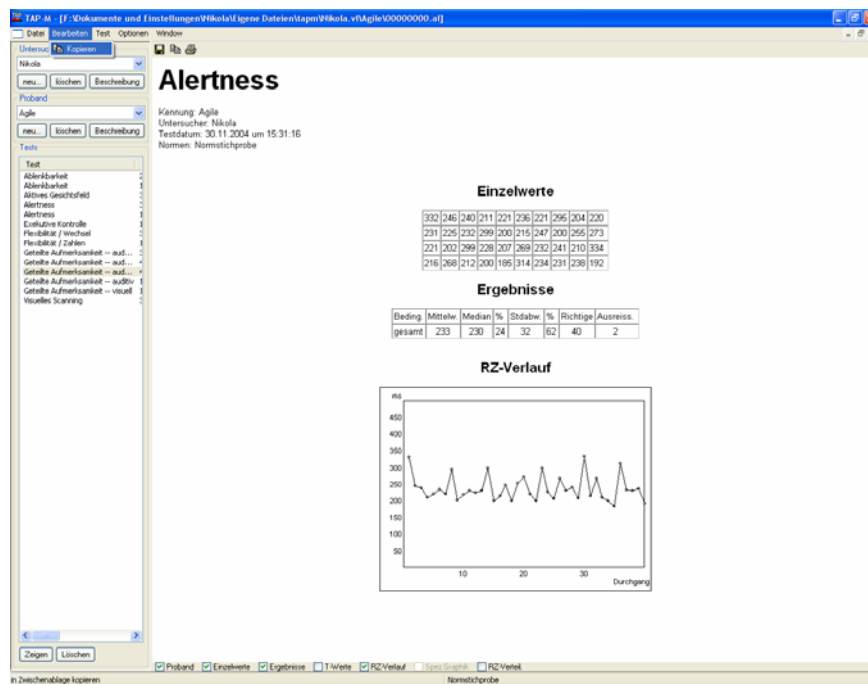 TAP-M - [F:\Dokumente und Einstellungen\Nikola\Eigene Dateien\tapm\Nikola.vf\Agile\00000000.al]
Datei Bearbeiten Test Optionen Window
Untersuc
Kopieren
Nikola
neu... löschen Beschreibung
Proband
Agile
neu... löschen Beschreibung
Tests
Test
Ablenkbarkeit
Ablenkbarkeit
Aktives Gesichtsfeld
Alertness
Alertness
Exekutive Kontrolle
Flexibilität / Wechsel
Flexibilität / Zahlen
Geteilte Aufmerksamkeit -- aud...
Geteilte Aufmerksamkeit -- aud...
Geteilte Aufmerksamkeit -- aud...
Geteilte Aufmerksamkeit -- auditiv
Geteilte Aufmerksamkeit -- visuell
Visuelles Scanning
Zeigen Löschen
Alertness
Kennung: Agile
Untersucher: Nikola
Testdatum: 30.11.2004 um 15:31:16
Normen: Normstichprobe
Einzelwerte
332 246 240 211 221 236 221 295 204 220
231 225 232 299 200 215 247 200 255 273
221 202 299 228 207 269 232 241 210 334
216 268 212 200 185 314 234 231 238 192
Ergebnisse
Beding. Mittelw. Median % Stdabw. % Richtige Ausreiss.
gesamt 233 230 24 32 62 40 2
RZ-Verlauf
ms
450
400
350
300
250
200
150
100
50
10 20 30
Durchgang
Proband Einzelwerte Ergebnisse T-Werte RZ-Verlauf Spez.Graphik RZ-Verteil.
in Zwischenablage kopieren Normstichprobe